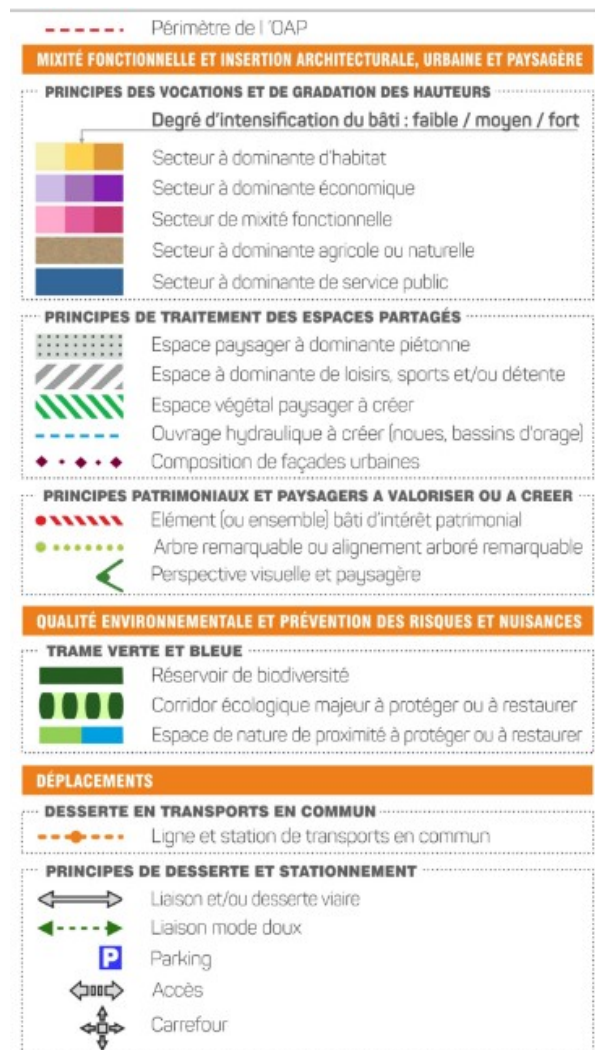 Périmètre de l ´OAP
MIXITÉ FONCTIONNELLE ET INSERTION ARCHITECTURALE, URBAINE ET PAYSAGÈRE
PRINCIPES DES VOCATIONS ET DE GRADATION DES HAUTEURS
Degré d'intensification du bâti : faible / moyen / fort
Secteur à dominante d'habitat
Secteur à dominante économique
Secteur de mixité fonctionnelle
Secteur à dominante agricole ou naturelle
Secteur à dominante de service public
PRINCIPES DE TRAITEMENT DES ESPACES PARTAGÉS
Espace paysager à dominante piétonne
Espace à dominante de loisirs, sports et/ou détente
Espace végétal paysager à créer
Ouvrage hydraulique à créer (noues, bassins d'orage)
Composition de façades urbaines
PRINCIPES PATRIMONIAUX ET PAYSAGERS A VALORISER OU A CREER
Elément (ou ensemble) bâti d'intérêt patrimonial
Arbre remarquable ou alignement arboré remarquable
Perspective visuelle et paysagère
QUALITÉ ENVIRONNEMENTALE ET PRÉVENTION DES RISQUES ET NUISANCES
TRAME VERTE ET BLEUE
Réservoir de biodiversité
Corridor écologique majeur à protéger ou à restaurer
Espace de nature de proximité à protéger ou à restaurer
DÉPLACEMENTS
DESSERTE EN TRANSPORTS EN COMMUN
Ligne et station de transports en commun
PRINCIPES DE DESSERTE ET STATIONNEMENT
Liaison et/ou desserte viaire
Liaison mode doux
P Parking
Accès
Carrefour